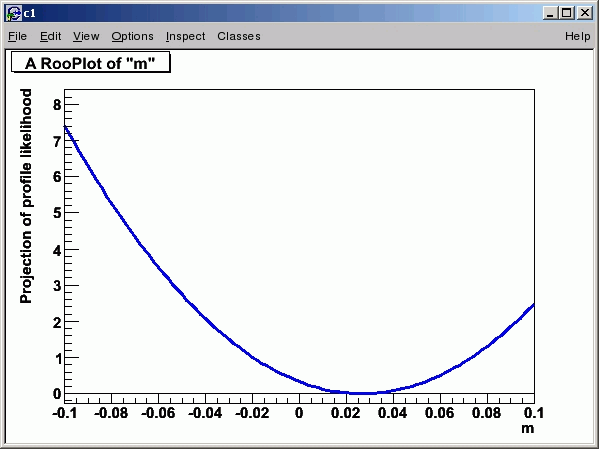 c1
File Edit View Options Inspect Classes Help
A RooPlot of "m"
Projection of profile likelihood
8
7
6
5
4
3
2
1
0
-0.1 -0.08 -0.06 -0.04 -0.02 0 0.02 0.04 0.06 0.08 0.1
m